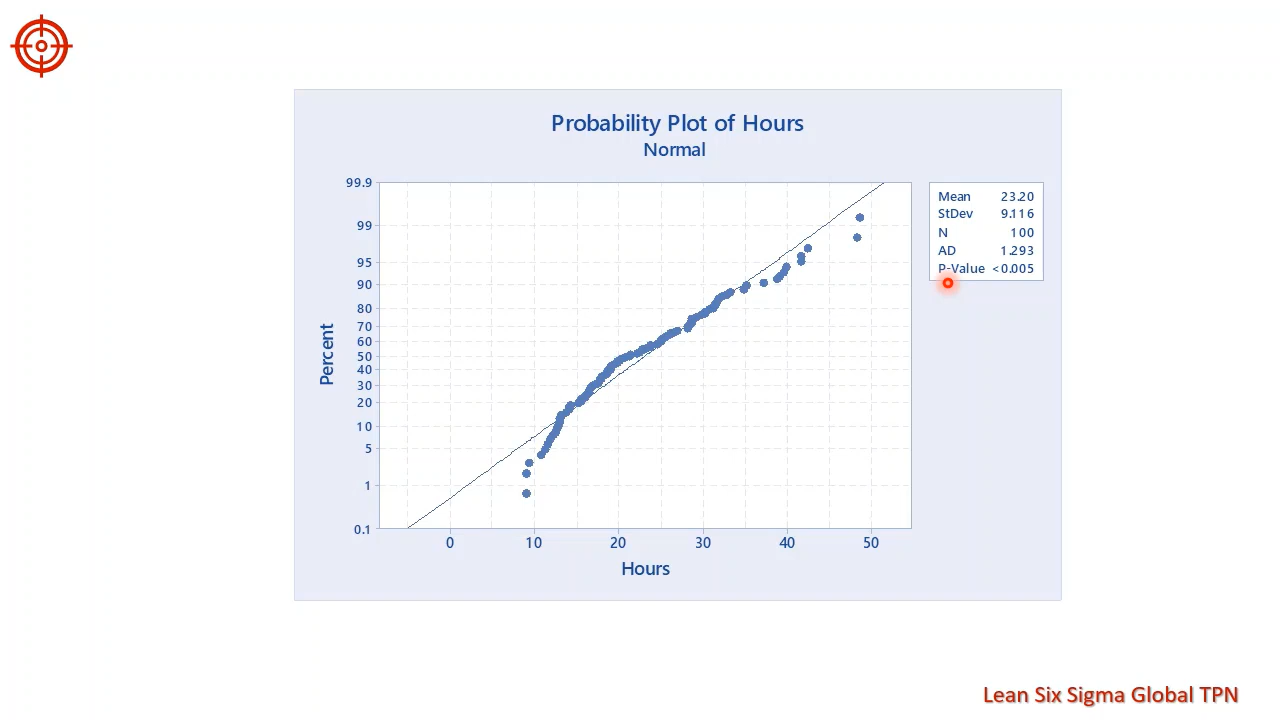 Probability Plot of Hours
Normal
99.9
99
95
90
80
70
60
50
40
30
20
10
5
1
0.1
Percent
0 10 20 30 40 50
Hours
Mean 23.20
StDev 9.116
N 100
AD 1.293
P-Value <0.005
Lean Six Sigma Global TPN